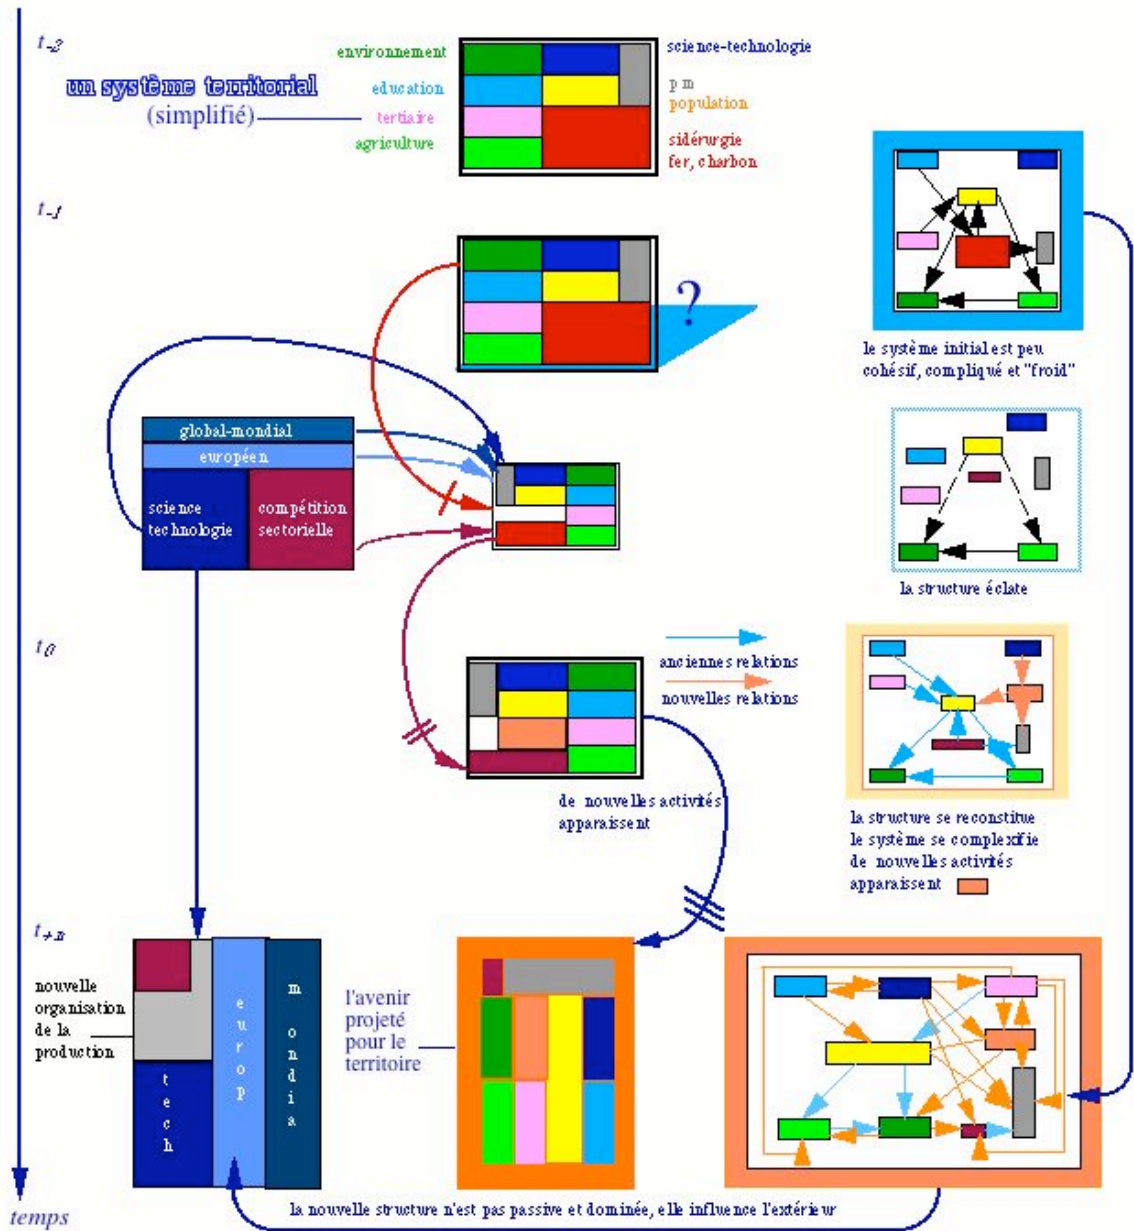 t-2
environnement
science-technologie
un système territorial
education
p m
population
(simplifié)
tertiaire
agriculture
sidérurgie
fer, charbon
t-1
?
le système initial est peu
cohésif, compliqué et "froid"
global-mondial
européen
science
technologie
compétition
sectorielle
la structure éclate
t0
anciennes relations
nouvelles relations
de nouvelles activités
apparaissent
la structure se reconstitue
le système se complexifie
de nouvelles activités
apparaissent
t+n
nouvelle
organisation
de la
production
tech
europ
m ondia
l'avenir
projeté
pour le
territoire
la nouvelle structure n'est pas passive et dominée, elle influence l'extérieur
temps